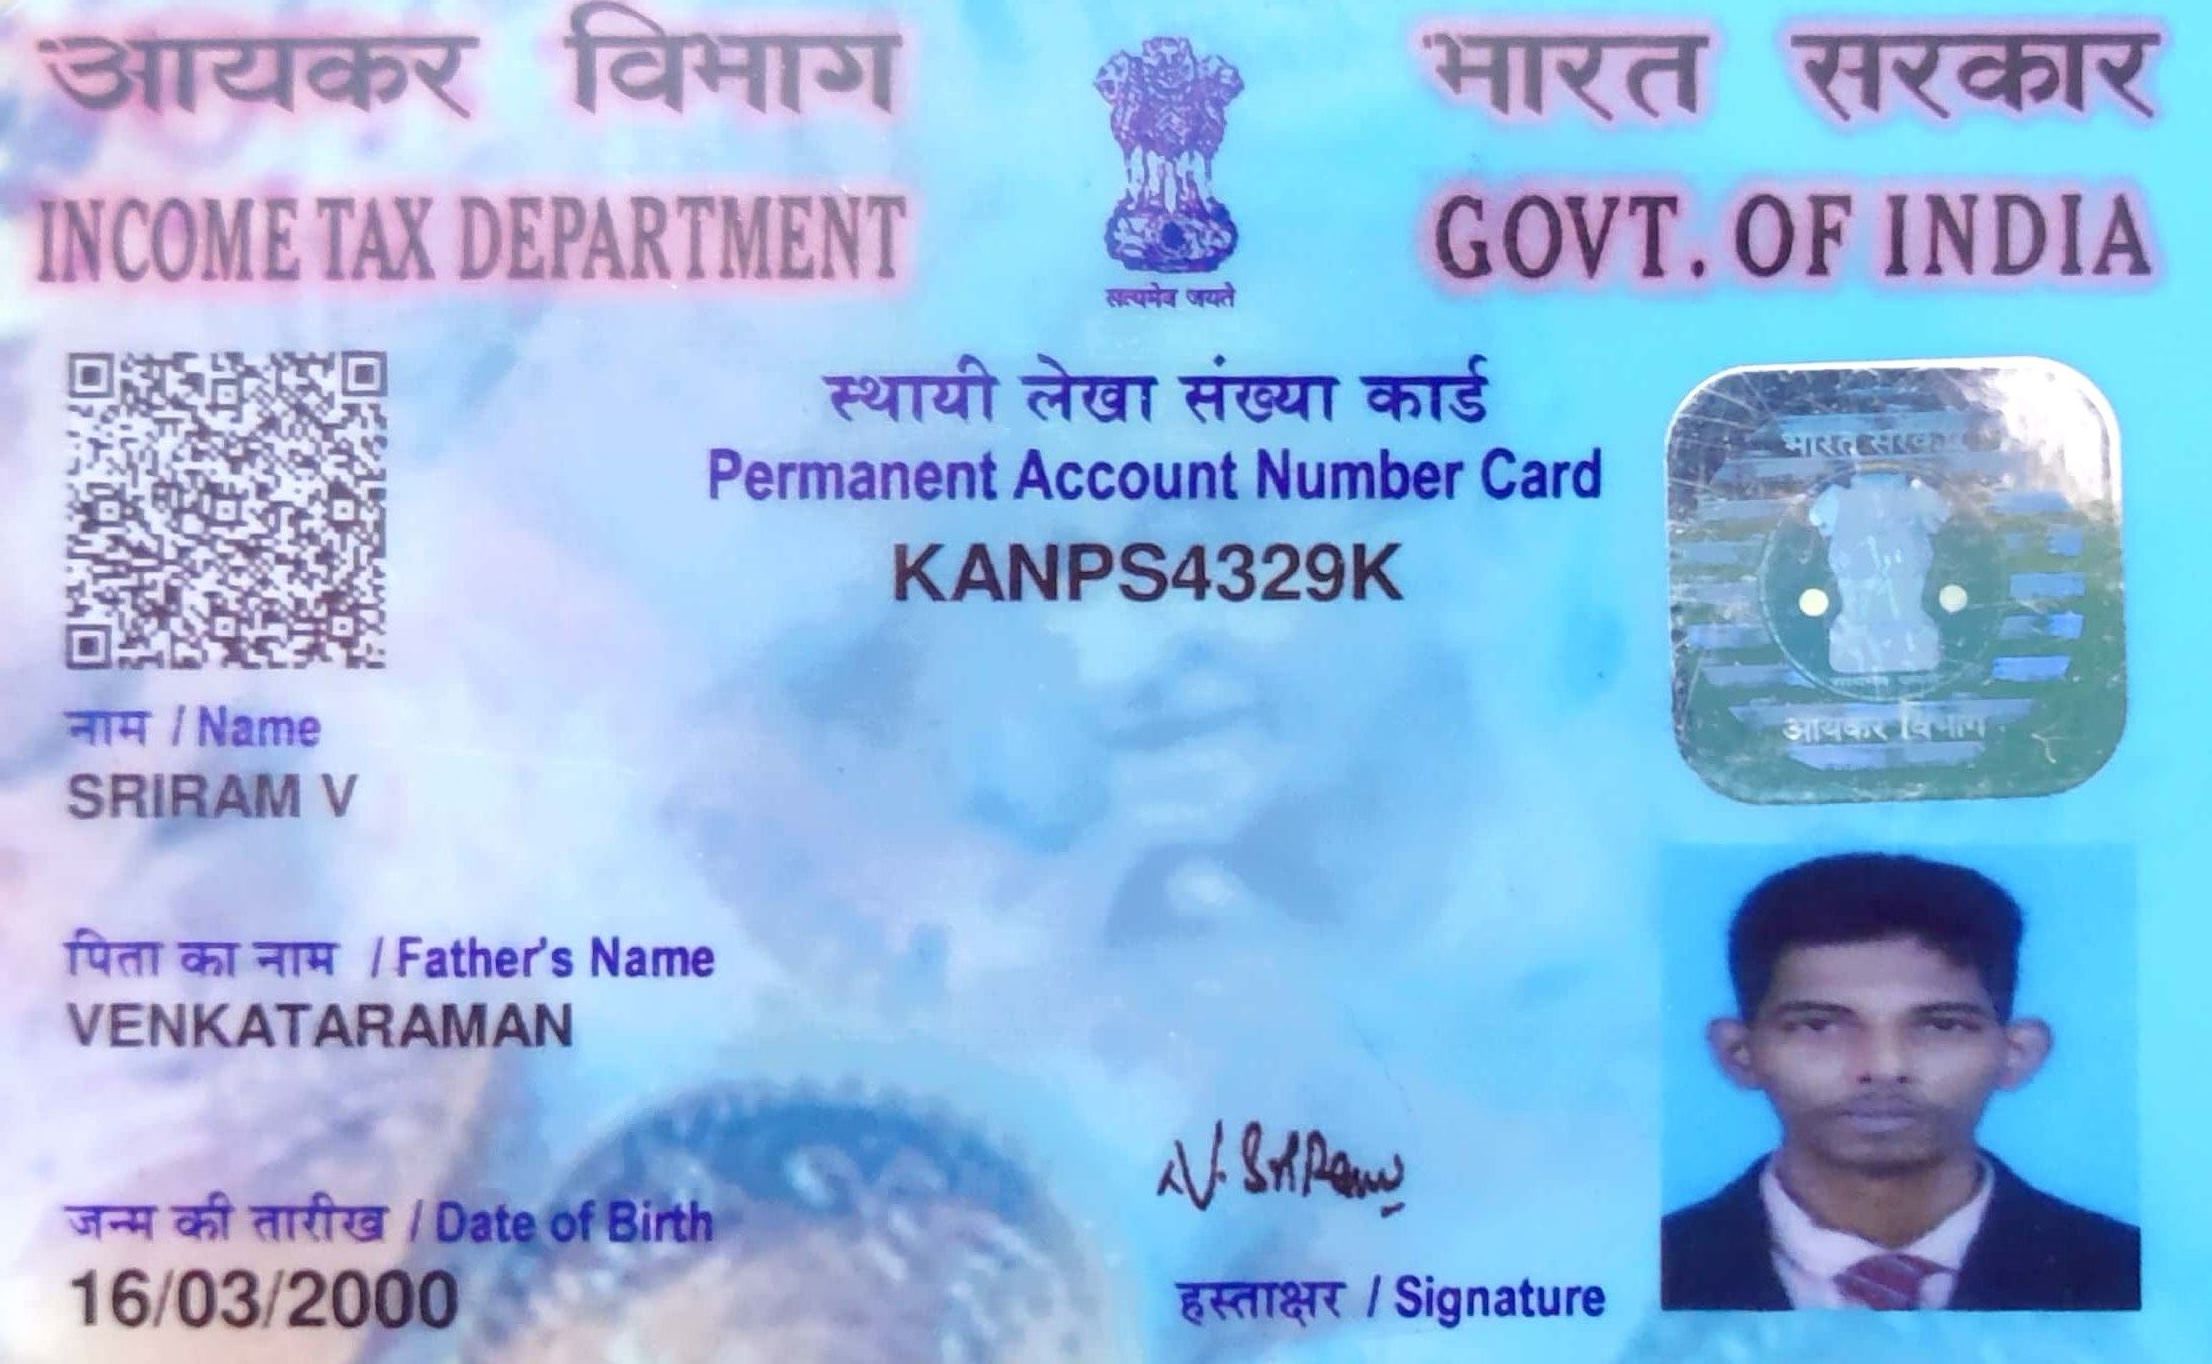 आयकर विभाग
INCOME TAX DEPARTMENT
सत्यमेव जयते
भारत सरकार
GOVT. OF INDIA
स्थायी लेखा संख्या कार्ड
Permanent Account Number Card
KANPS4329K
भारत सरकार
आयकर विभाग
नाम / Name
SRIRAM V
पिता का नाम / Father's Name
VENKATARAMAN
जन्म की तारीख / Date of Birth
16/03/2000
V. SriRam
हस्ताक्षर / Signature